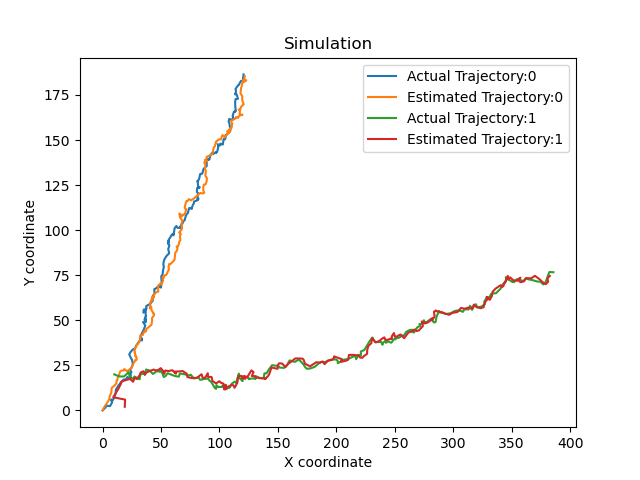 Simulation
Actual Trajectory:0
Estimated Trajectory:0
Actual Trajectory:1
Estimated Trajectory:1
Y coordinate
175
150
125
100
75
50
25
0
0 50 100 150 200 250 300 350 400
X coordinate